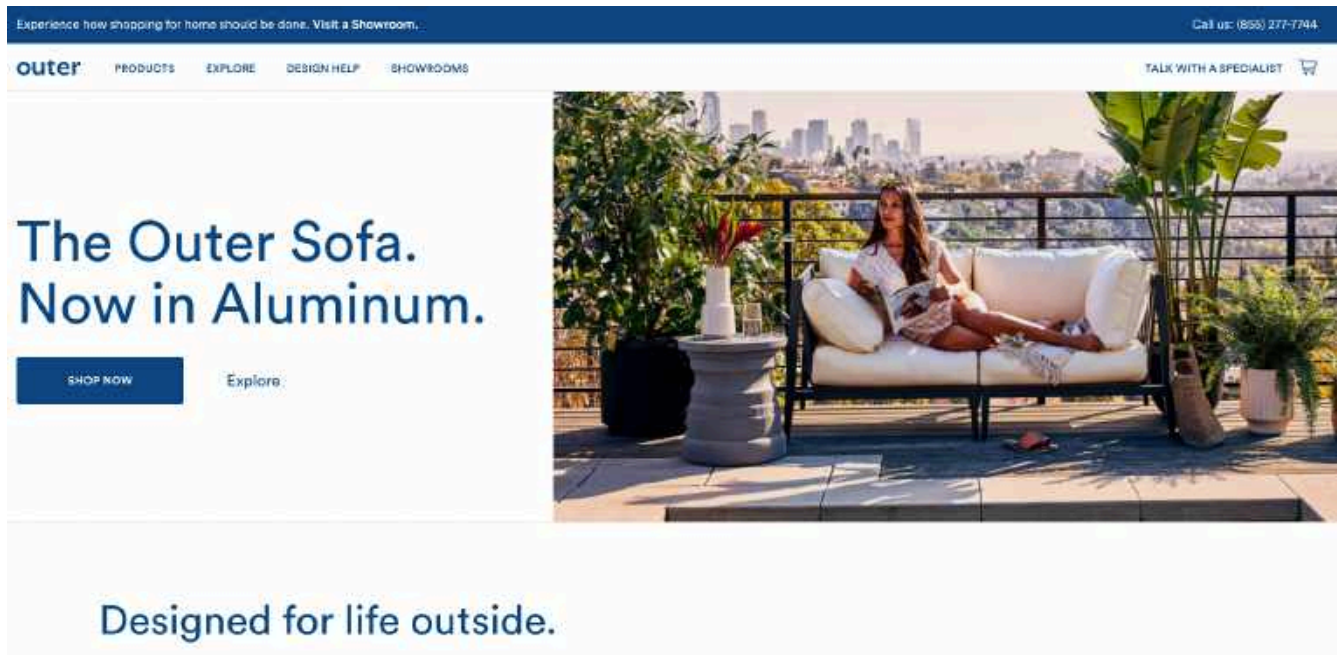 Experience how shopping for home should be done. Visit a Showroom.
Call us: (855) 277-7744
outer
PRODUCTS
EXPLORE
DESIGN HELP
SHOWROOMS
TALK WITH A SPECIALIST
The Outer Sofa.
Now in Aluminum.
SHOP NOW
Explore
Designed for life outside.